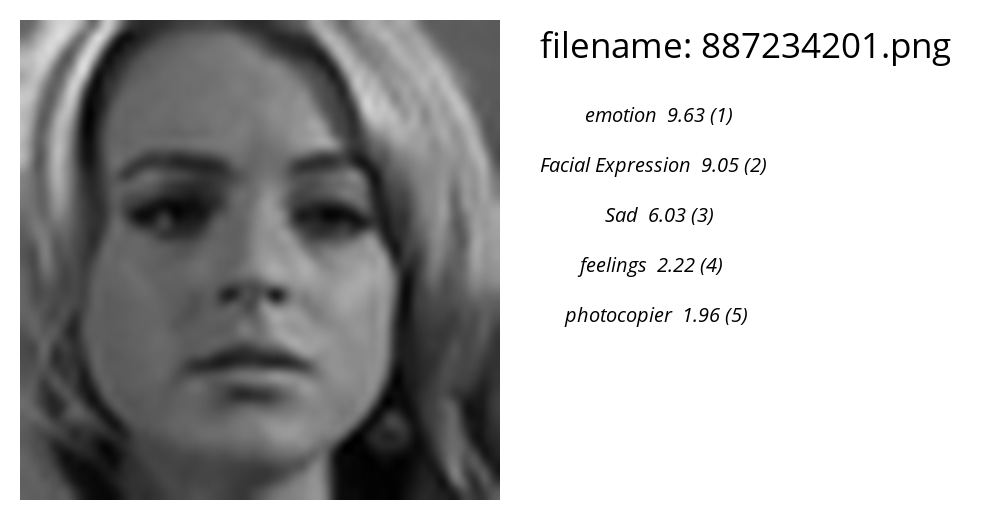 filename: 887234201.png
emotion 9.63 (1)
Facial Expression 9.05 (2)
Sad 6.03 (3)
feelings 2.22 (4)
photocopier 1.96 (5)